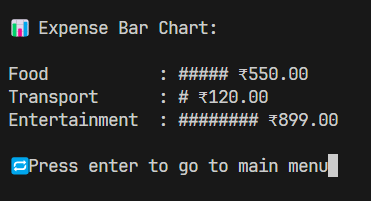 📊 Expense Bar Chart:
Food : ##### ₹550.00
Transport : # ₹120.00
Entertainment : ######## ₹899.00
🔁Press enter to go to main menu